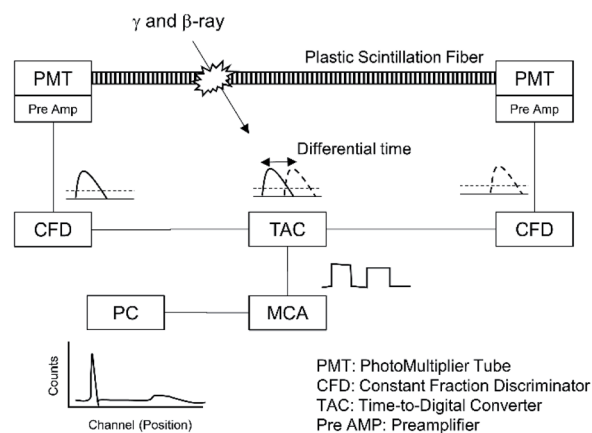 γ and β-ray
Plastic Scintillation Fiber
PMT
PMT
Pre Amp
Pre Amp
Differential time
CFD
TAC
CFD
PC
MCA
Counts
Channel (Position)
PMT: PhotoMultiplier Tube
CFD: Constant Fraction Discriminator
TAC: Time-to-Digital Converter
Pre AMP: Preamplifier